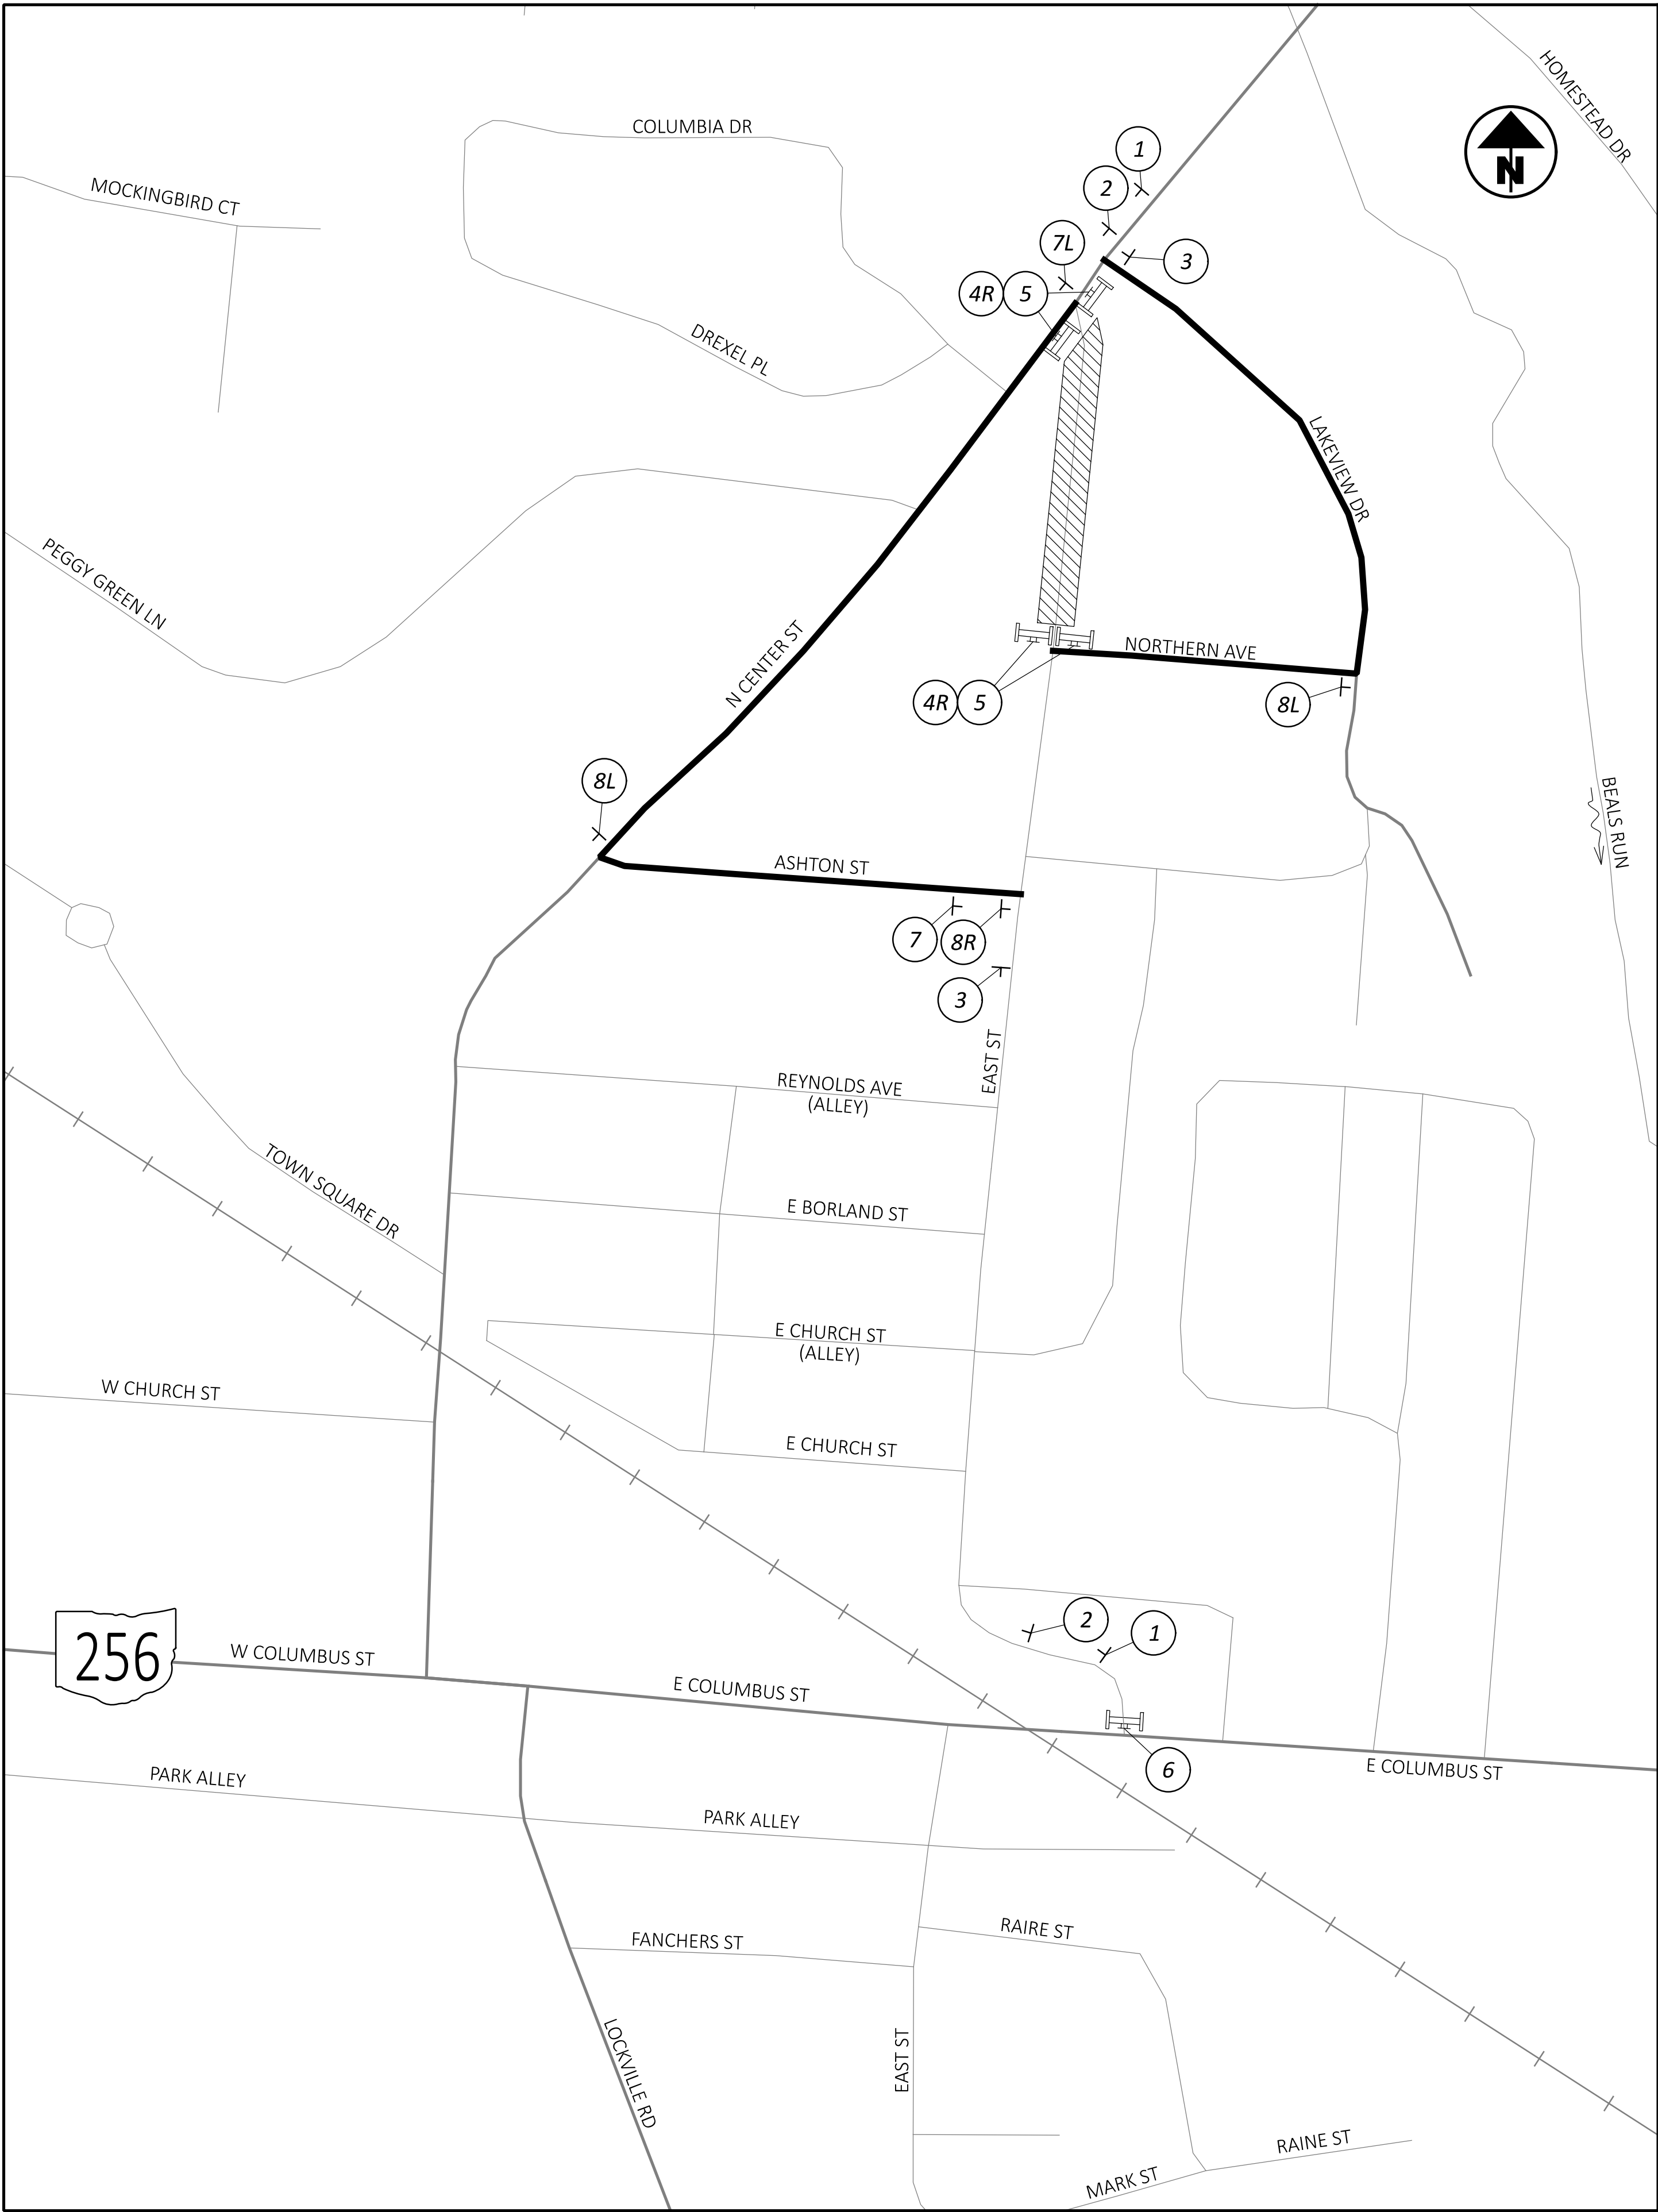 HOMESTEAD DR
COLUMBIA DR
1
N
MOCKINGBIRD CT
2
7L
3
4R 5
DREXEL PL
LAKEVIEW DR
PEGGY GREEN LN
N CENTER ST
NORTHERN AVE
4R 5
8L
8L
BEALS RUN
ASHTON ST
7 8R
3
EAST ST
REYNOLDS AVE
(ALLEY)
TOWN SQUARE DR
E BORLAND ST
E CHURCH ST
(ALLEY)
W CHURCH ST
E CHURCH ST
2
1
256
W COLUMBUS ST
E COLUMBUS ST
6
E COLUMBUS ST
PARK ALLEY
PARK ALLEY
FANCHERS ST
RAIRE ST
LOCKVILLE RD
EAST ST
RAINE ST
MARK ST